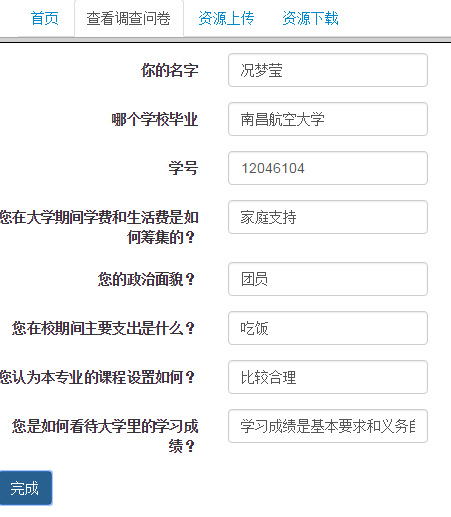 首页 查看调查问卷 资源上传 资源下载
你的名字 况梦莹
哪个学校毕业 南昌航空大学
学号 12046104
您在大学期间学费和生活费是如 家庭支持
何筹集的？
您的政治面貌？ 团员
您在校期间主要支出是什么？ 吃饭
您认为本专业的课程设置如何？ 比较合理
您是如何看待大学里的学习成 学习成绩是基本要求和义务
绩？
完成